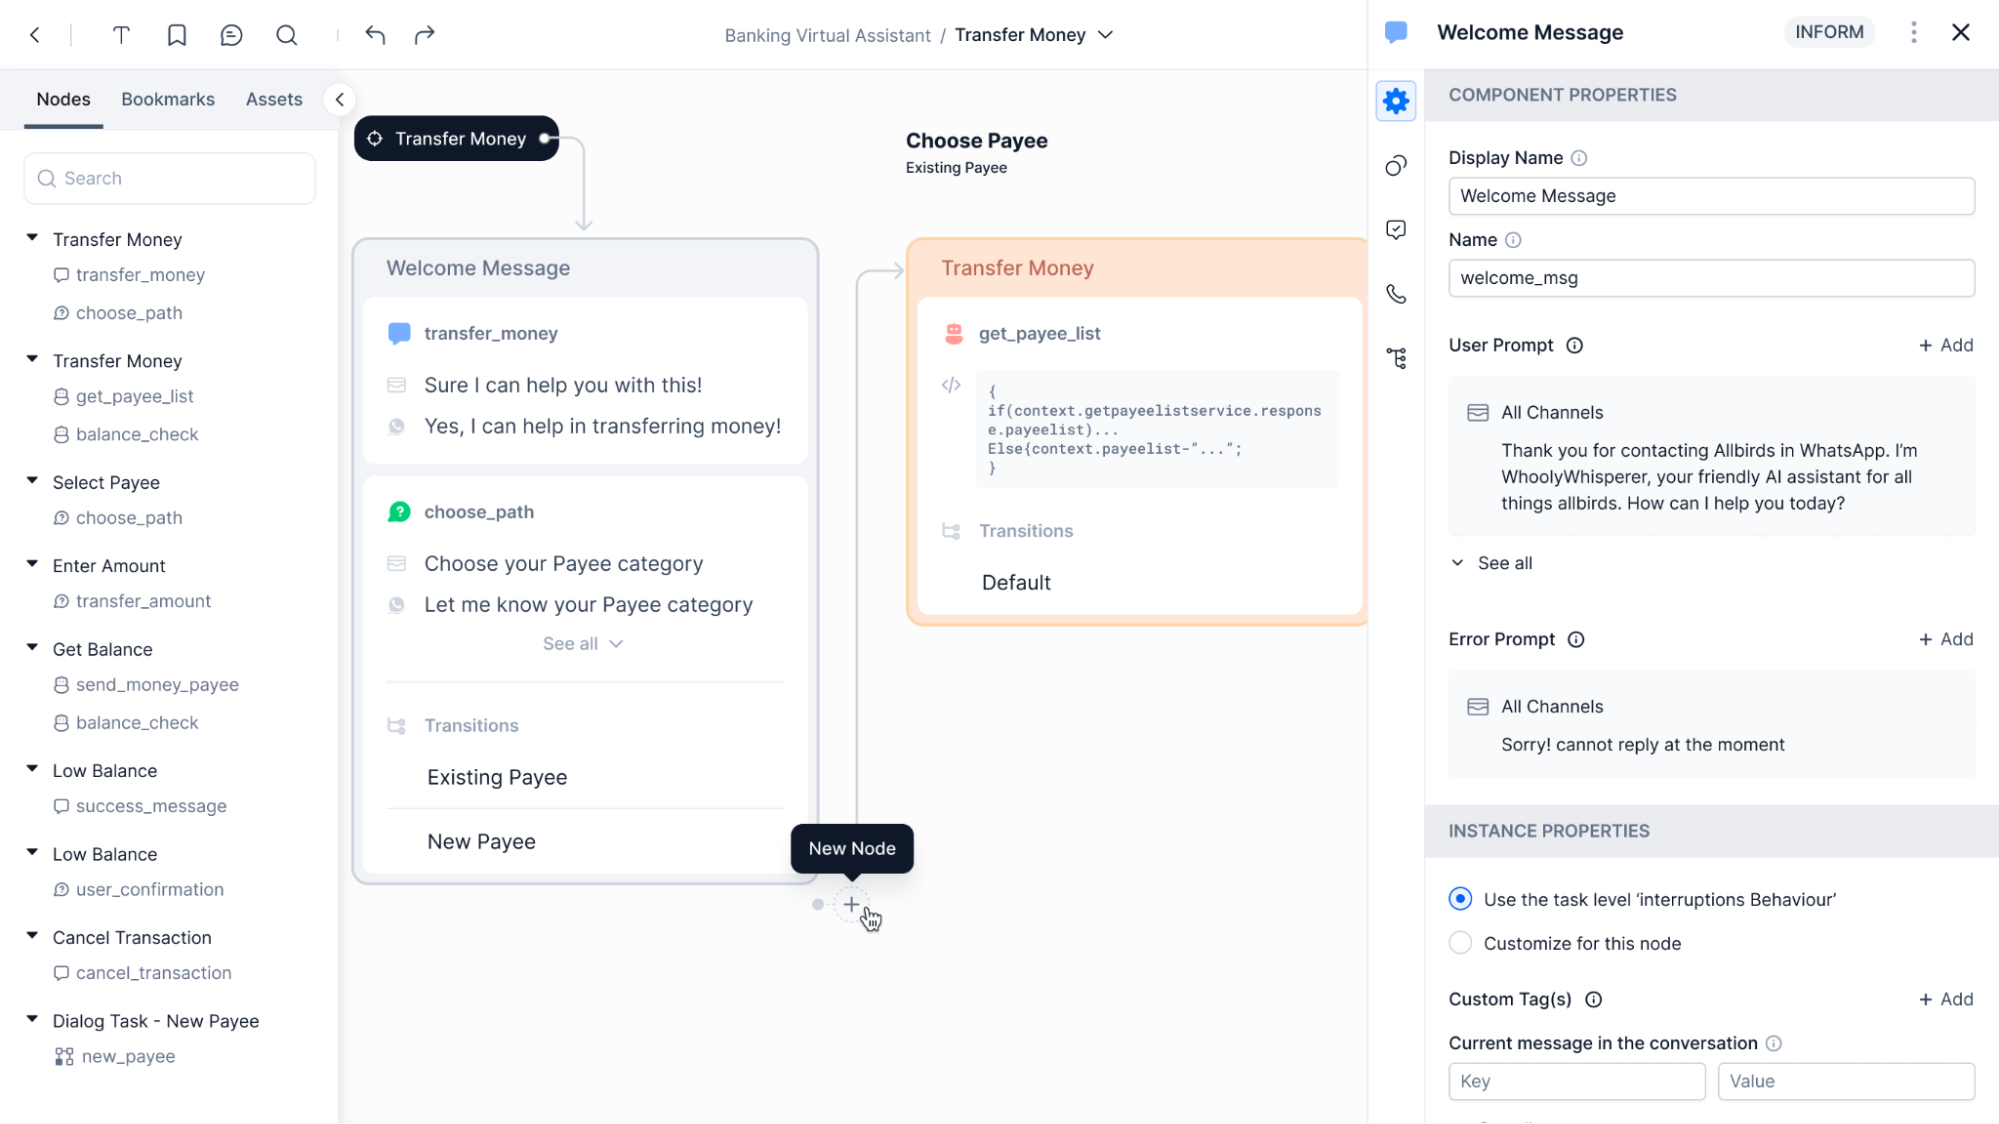 Banking Virtual Assistant / Transfer Money
Nodes
Bookmarks
Assets
Search
Transfer Money
transfer_money
choose_path
Transfer Money
get_payee_list
balance_check
Select Payee
choose_path
Enter Amount
transfer_amount
Get Balance
send_money_payee
balance_check
Low Balance
success_message
Low Balance
user_confirmation
Cancel Transaction
cancel_transaction
Dialog Task - New Payee
new_payee
Transfer Money
Welcome Message
transfer_money
Sure I can help you with this!
Yes, I can help in transferring money!
choose_path
Choose your Payee category
Let me know your Payee category
See all
Transitions
Existing Payee
New Payee
New Node
Choose Payee
Existing Payee
Transfer Money
get_payee_list
{
if(context.getpayeelistservice.respons
e.payeelist)...
Else{context.payeelist-"...";
}
Transitions
Default
Welcome Message
INFORM
COMPONENT PROPERTIES
Display Name
Welcome Message
Name
welcome_msg
User Prompt
+ Add
All Channels
Thank you for contacting Allbirds in WhatsApp. I'm
WhoolyWhisperer, your friendly AI assistant for all
things allbirds. How can I help you today?
See all
Error Prompt
+ Add
All Channels
Sorry! cannot reply at the moment
INSTANCE PROPERTIES
Use the task level 'interruptions Behaviour'
Customize for this node
Custom Tag(s)
+ Add
Current message in the conversation
Key
Value